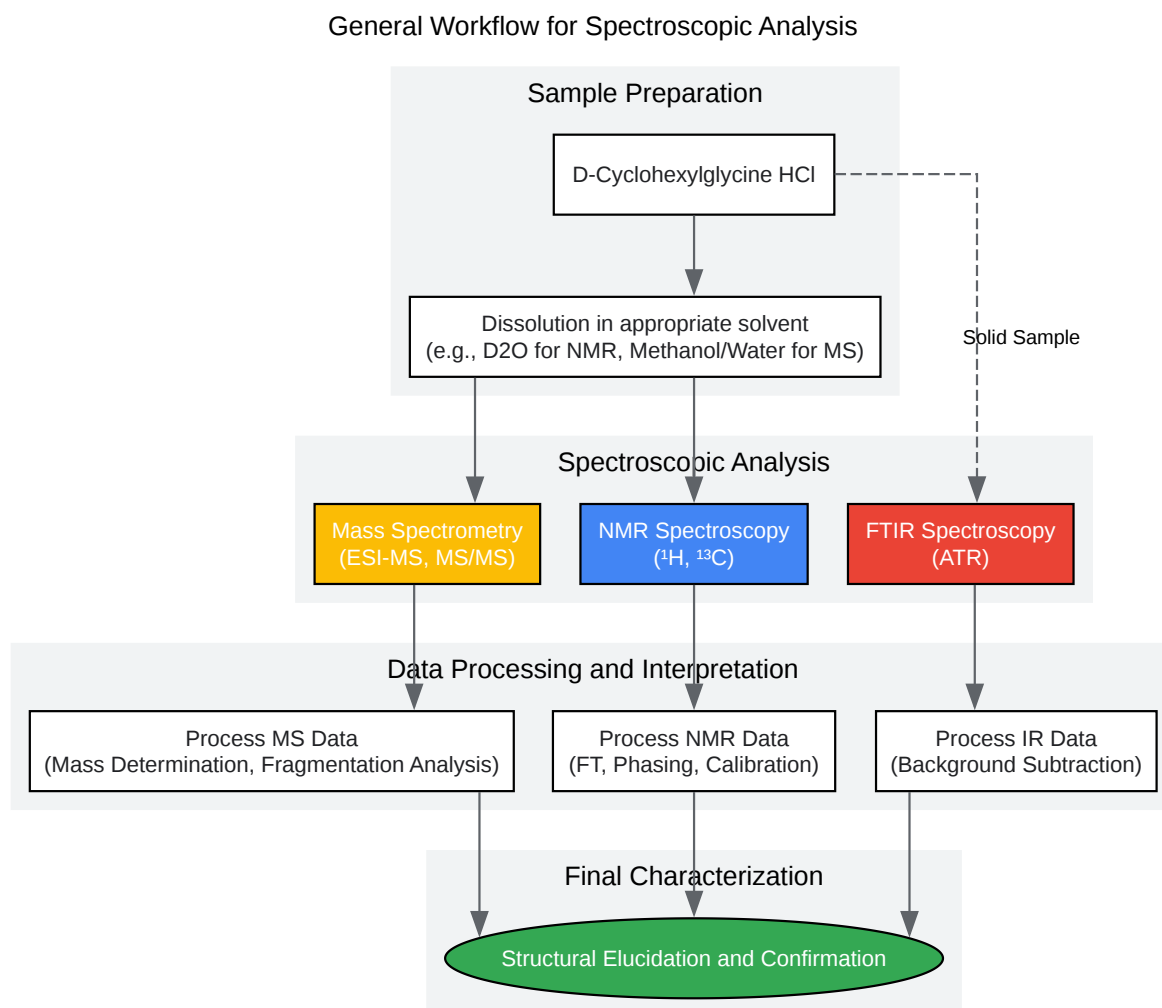 General Workflow for Spectroscopic Analysis
Sample Preparation
D-Cyclohexylglycine HCl
Dissolution in appropriate solvent
(e.g., D2O for NMR, Methanol/Water for MS)
Solid Sample
Spectroscopic Analysis
Mass Spectrometry
(ESI-MS, MS/MS)
NMR Spectroscopy
(¹H, ¹³C)
FTIR Spectroscopy
(ATR)
Data Processing and Interpretation
Process MS Data
(Mass Determination, Fragmentation Analysis)
Process NMR Data
(FT, Phasing, Calibration)
Process IR Data
(Background Subtraction)
Final Characterization
Structural Elucidation and Confirmation